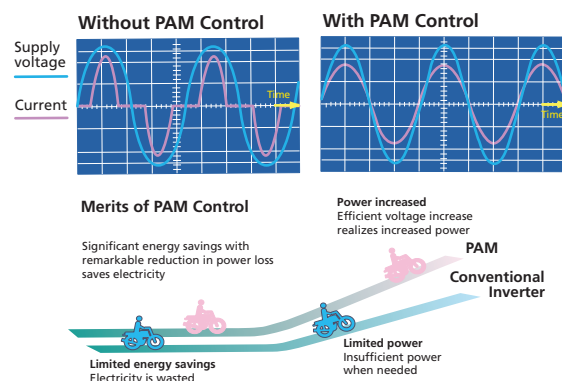 Without PAM Control
With PAM Control
Supply
voltage
Current
Time
Time
Merits of PAM Control
Significant energy savings with
remarkable reduction in power loss
saves electricity
Power increased
Efficient voltage increase
realizes increased power
PAM
Conventional
Inverter
Limited energy savings
Electricity is wasted
Limited power
Insufficient power
when needed